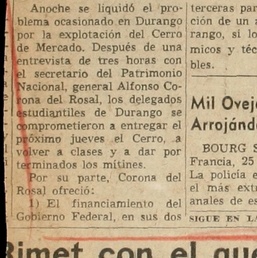 Anoche se liquidó el pro-
blema ocasionado en Durango
por la explotación del Cerro
de Mercado. Después de una
entrevista de tres horas con
el secretario del Patrimonio
Nacional, general Alfonso Co-
rona del Rosal, los delegados
estudiantiles de Durango se
comprometieron a entregar el
próximo jueves el Cerro, a
volver a clases y a dar por
terminados los mítines.
Por su parte, Corona del
Rosal ofreció:
1) El financiamiento del
Gobierno Federal, en sus dos
terceras par
ción de un a
rango, si lo
micos y téc
bles.
Mil Ovej
Arrojánd
BOURG S
Francia, 25
La policía e
el más extr
anales de es
SIGUE EN LA
Rimet con el que